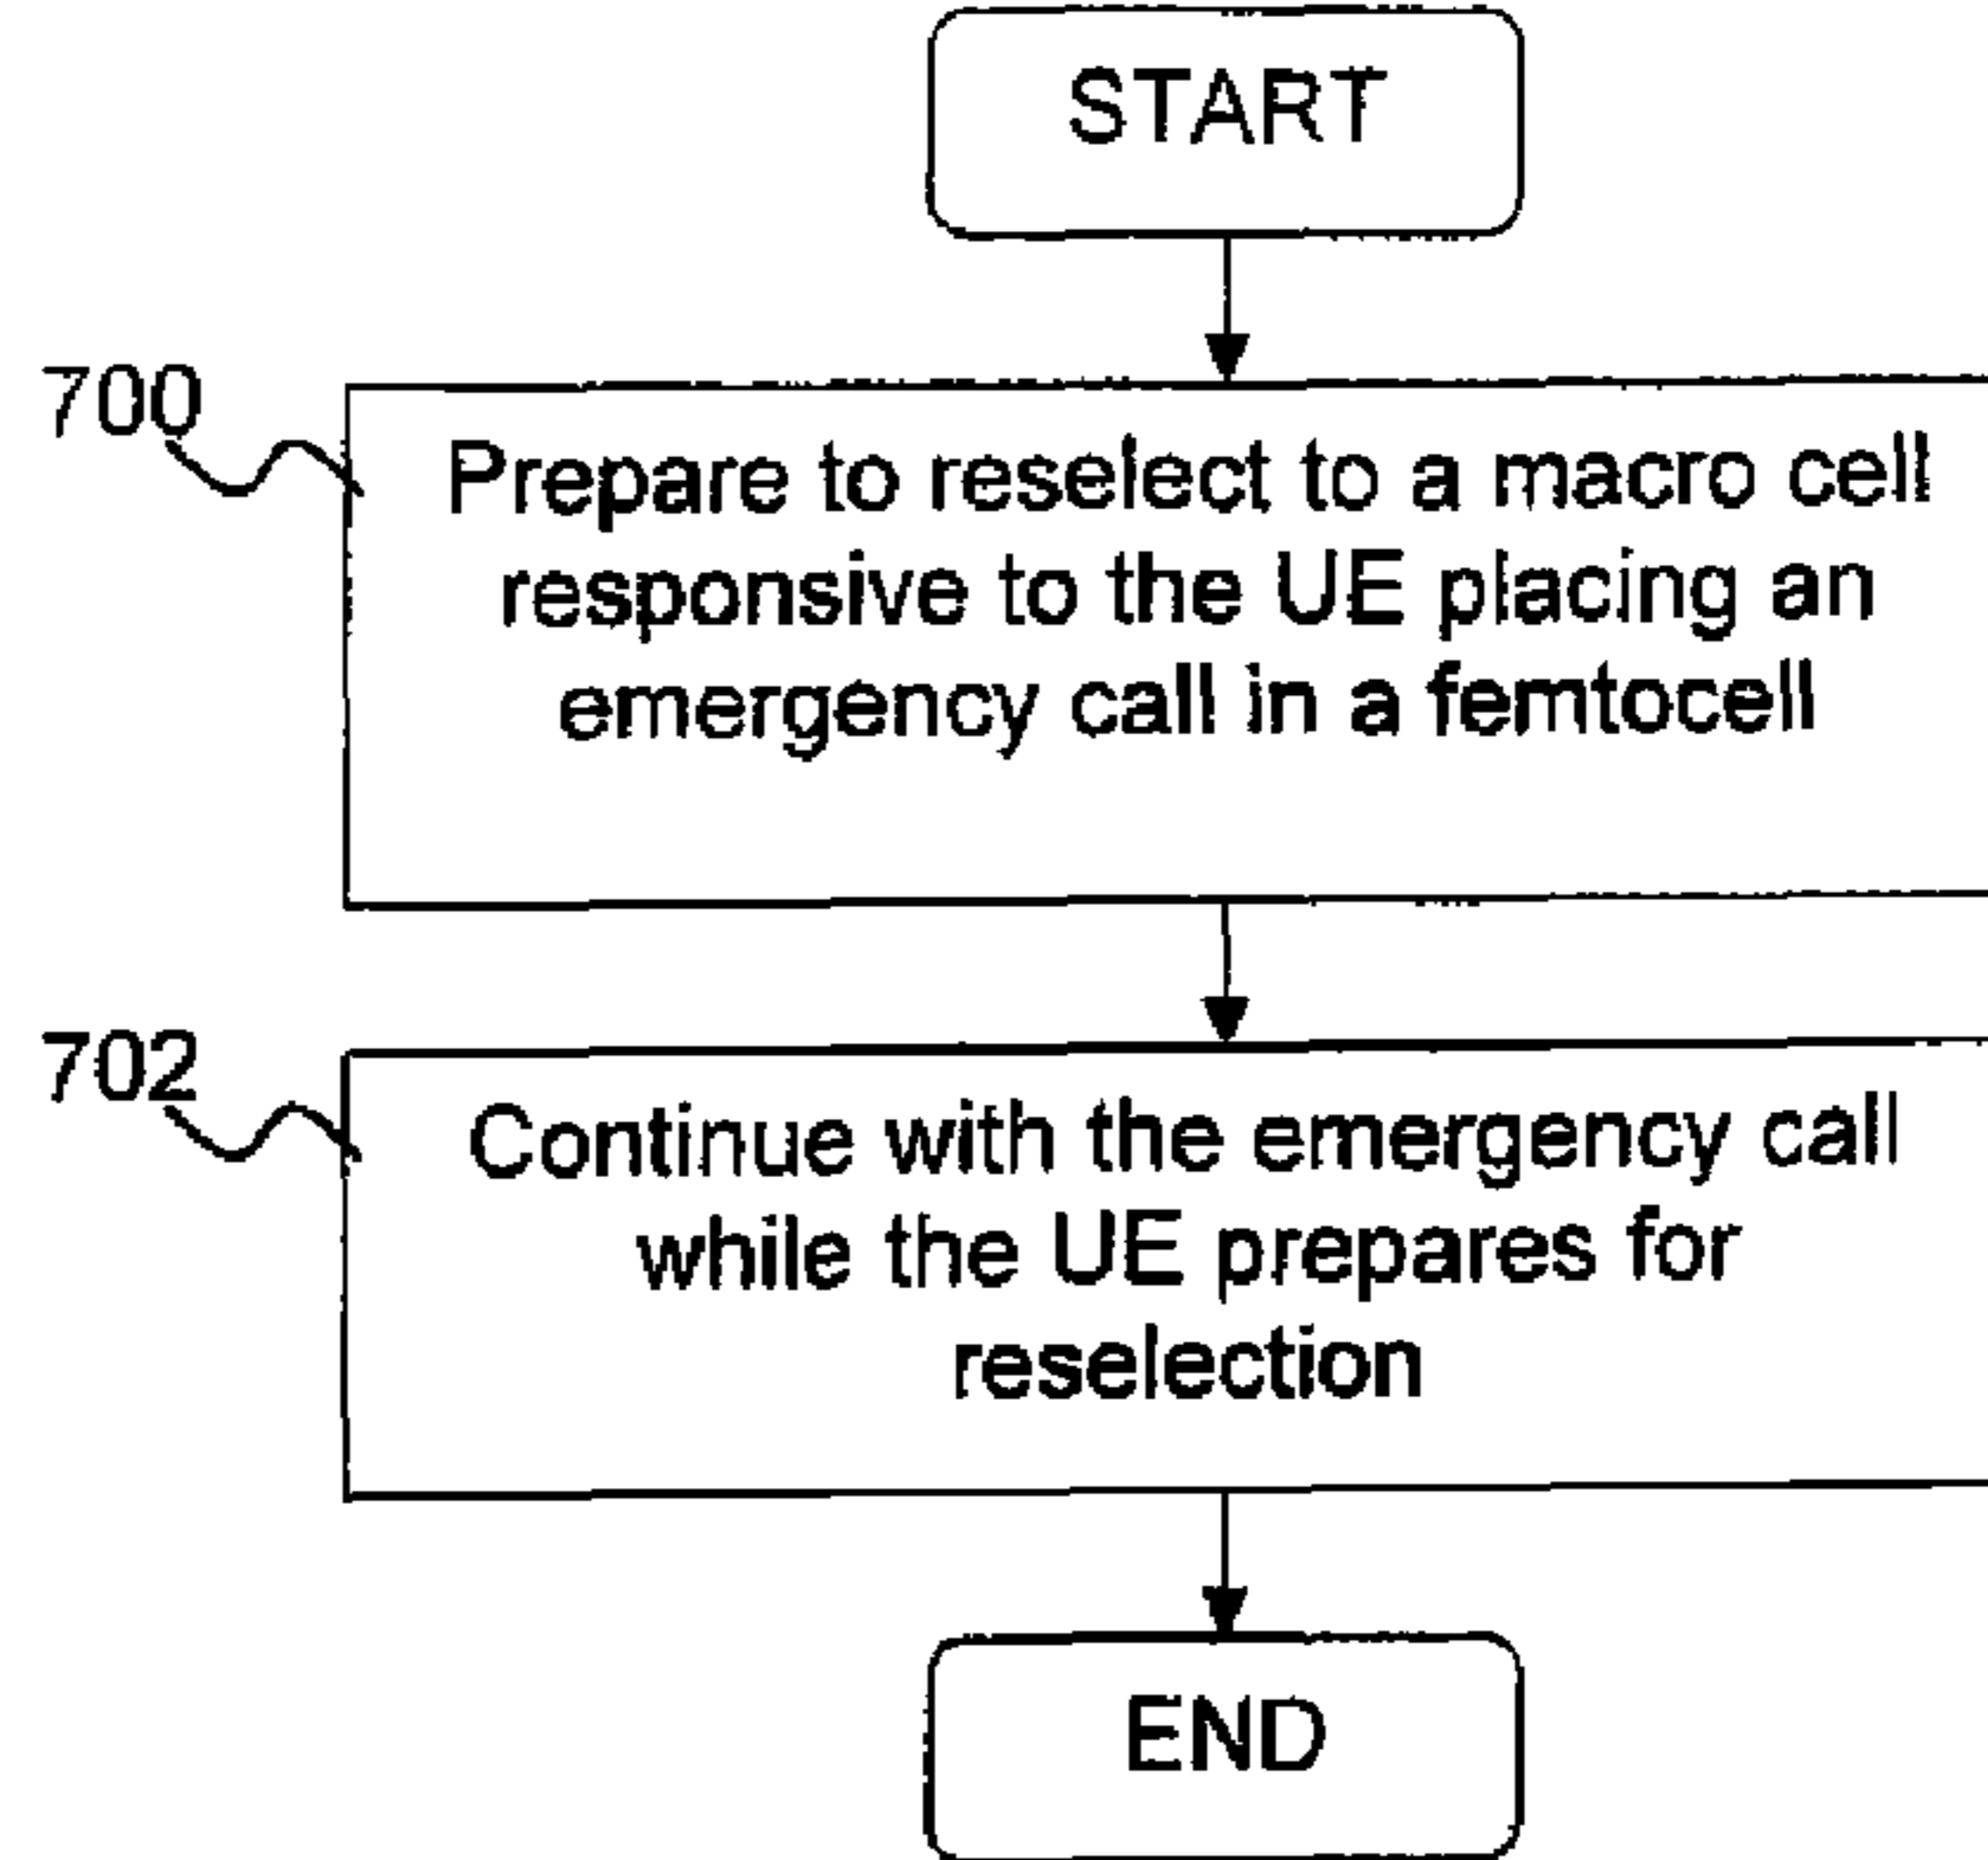 START
700
Prepare to reselect to a macro cell
responsive to the UE placing an
emergency call in a femtocell
702
Continue with the emergency call
while the UE prepares for
reselection
END